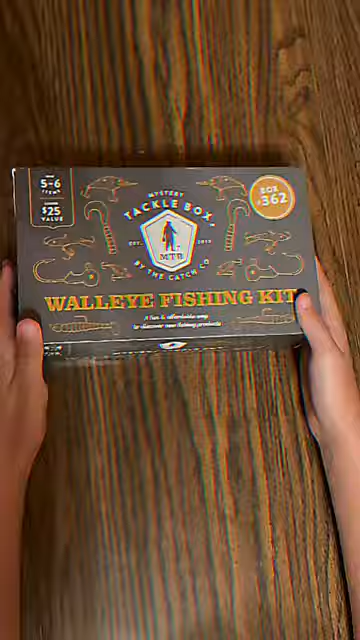 5-6
ITEMS
$25
VALUE
MYSTERY
TACKLE BOX
EST.
MTB
BY THE CATCH CO
BOX
#362
WALLEYE FISHING KIT
A fun & affordable way
to discover new fishing products